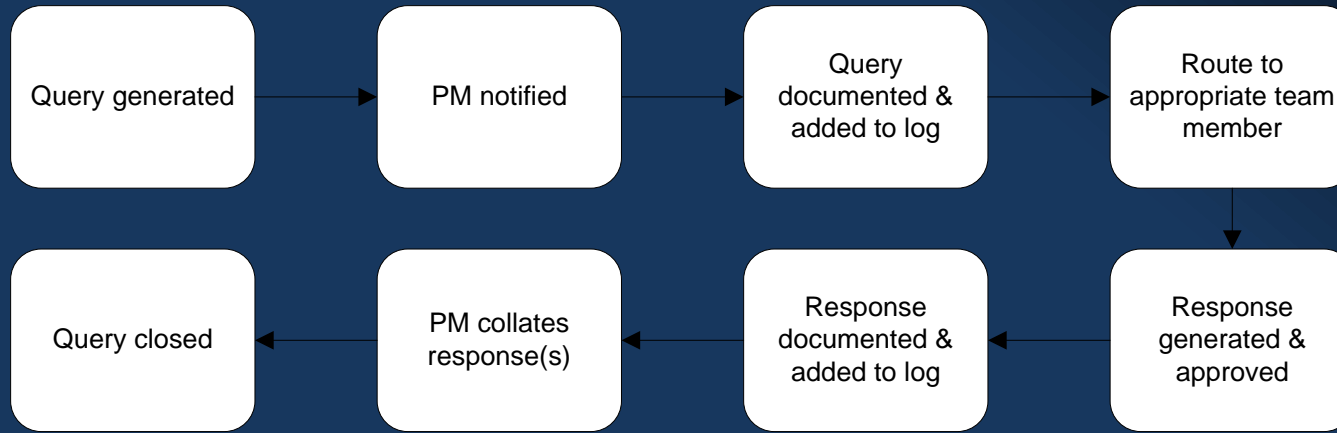 Query generated
PM notified
Query
documented &
added to log
Route to
appropriate team
member
Query closed
PM collates
response(s)
Response
documented &
added to log
Response
generated &
approved